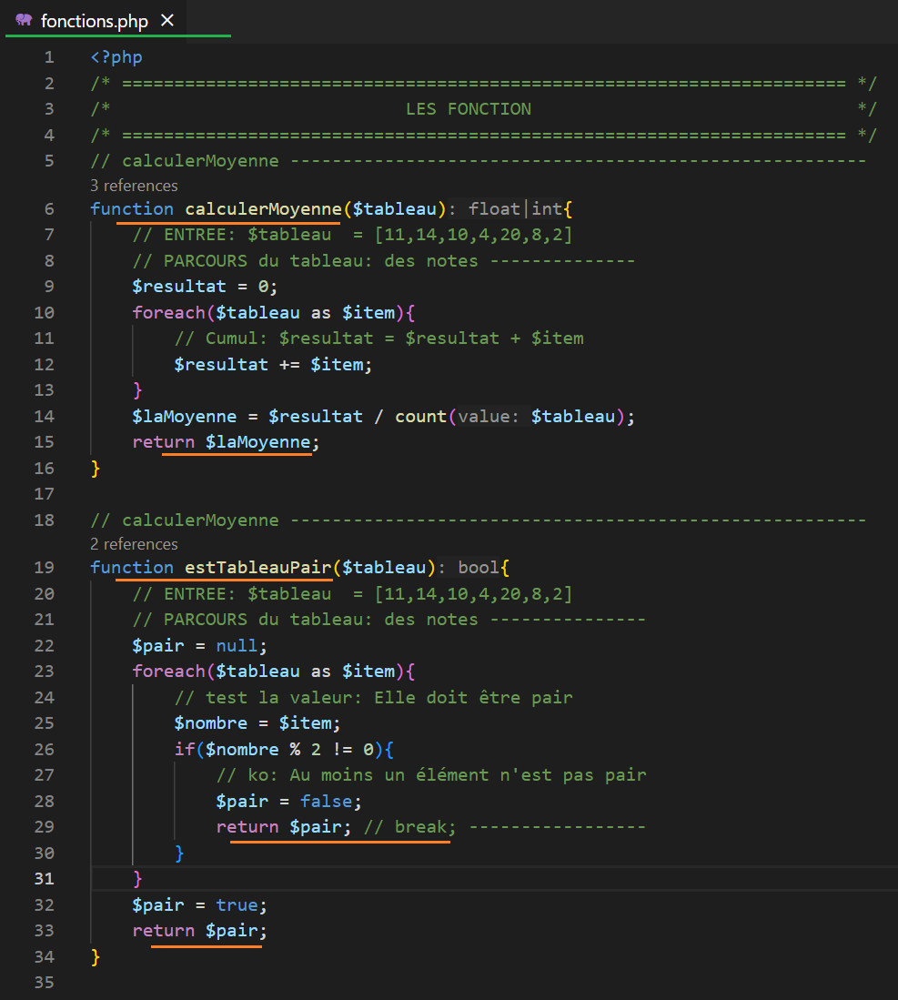 fonctions.php ×
1 <?php
2 /* ===================================================================== */
3 /*                            LES FONCTION                               */
4 /* ===================================================================== */
5 // calculerMoyenne -------------------------------------------------------
3 references
6 function calculerMoyenne($tableau): float|int{
7     // ENTREE: $tableau  = [11,14,10,4,20,8,2]
8     // PARCOURS du tableau: des notes --------------
9     $resultat = 0;
10     foreach($tableau as $item){
11         // Cumul: $resultat = $resultat + $item
12         $resultat += $item;
13     }
14     $laMoyenne = $resultat / count(value: $tableau);
15     return $laMoyenne;
16 }
17
18 // calculerMoyenne -------------------------------------------------------
2 references
19 function estTableauPair($tableau): bool{
20     // ENTREE: $tableau  = [11,14,10,4,20,8,2]
21     // PARCOURS du tableau: des notes ---------------
22     $pair = null;
23     foreach($tableau as $item){
24         // test la valeur: Elle doit être pair
25         $nombre = $item;
26         if($nombre % 2 != 0){
27             // ko: Au moins un élément n'est pas pair
28             $pair = false;
29             return $pair; // break; -----------------
30         }
31     }
32     $pair = true;
33     return $pair;
34 }
35